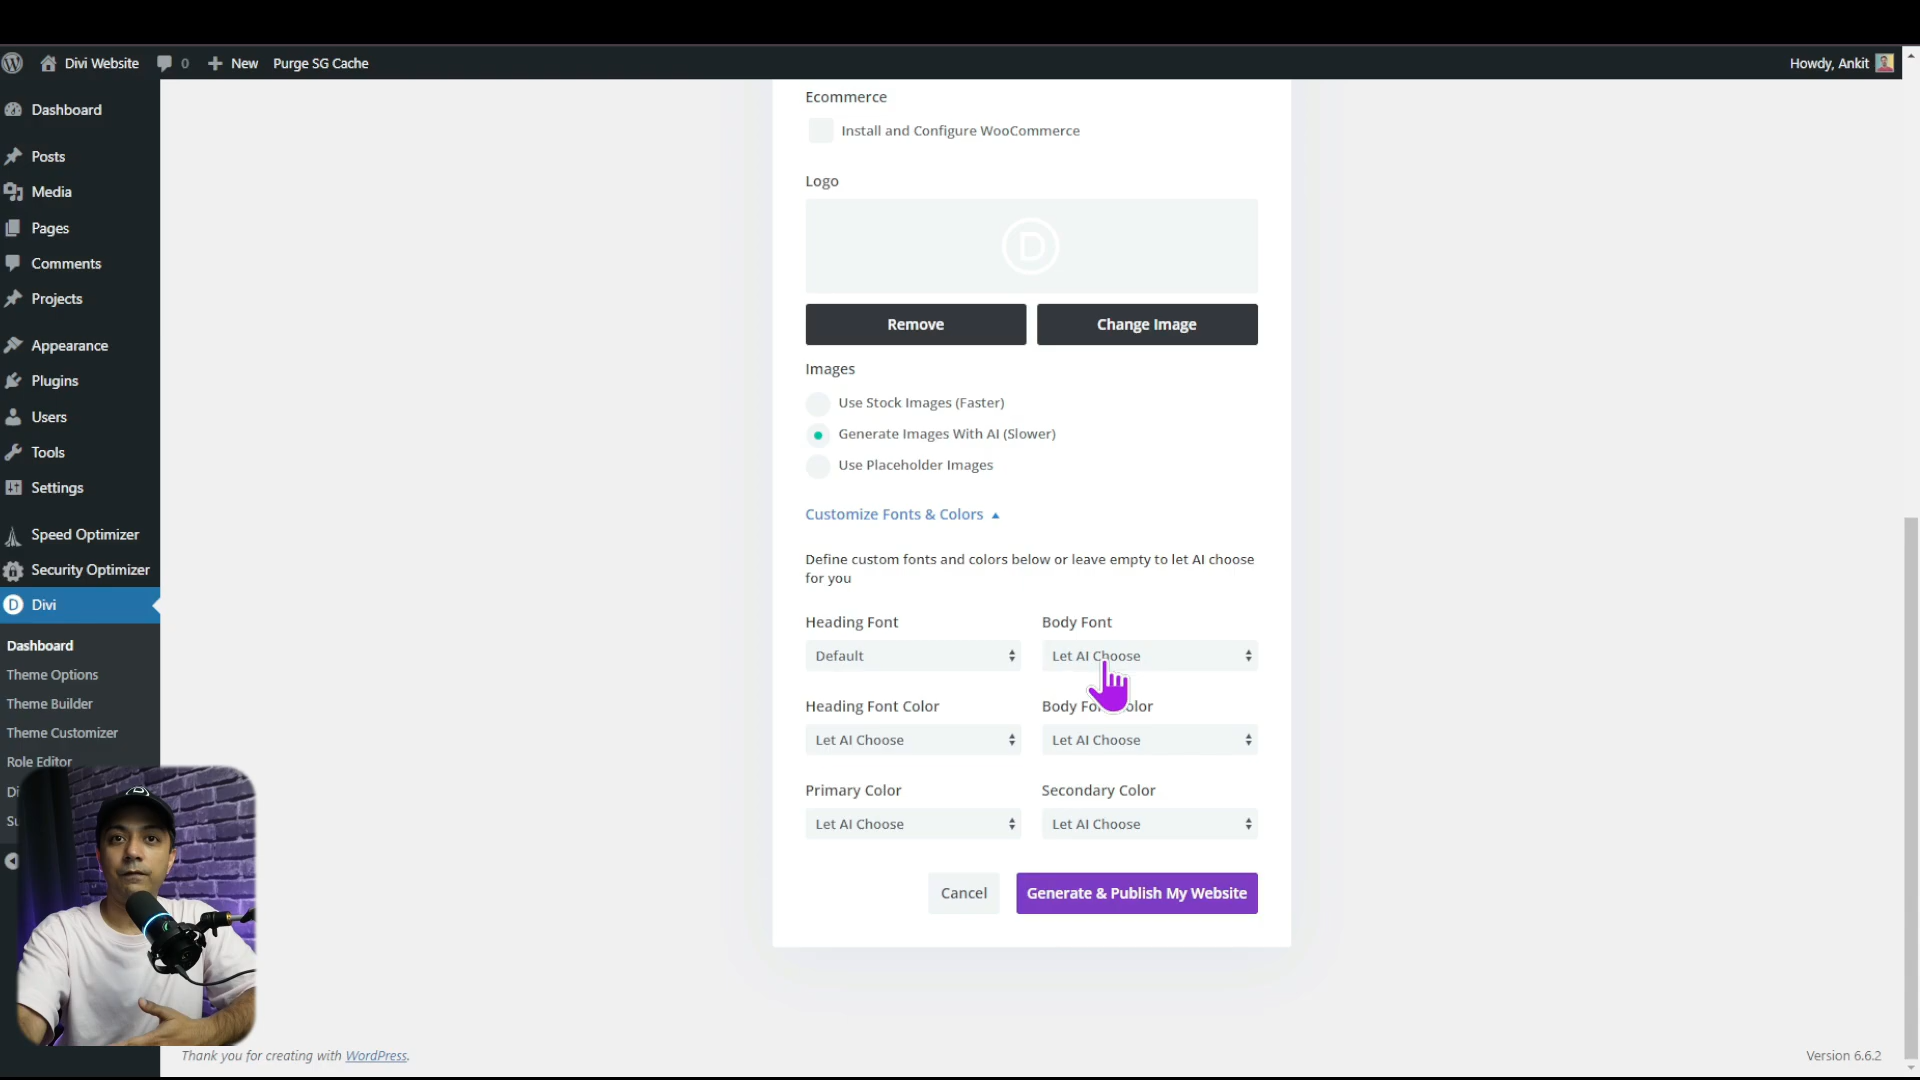 Divi Website
0
New
Purge SG Cache
Howdy, Ankit
Dashboard
Posts
Media
Pages
Comments
Projects
Appearance
Plugins
Users
Tools
Settings
Speed Optimizer
Security Optimizer
Divi
Dashboard
Theme Options
Theme Builder
Theme Customizer
Role Editor
Ecommerce
Install and Configure WooCommerce
Logo
D
Remove
Change Image
Images
Use Stock Images (Faster)
Generate Images With AI (Slower)
Use Placeholder Images
Customize Fonts & Colors
Define custom fonts and colors below or leave empty to let AI choose
for you
Heading Font
Body Font
Default
Let AI Choose
Heading Font Color
Body Font Color
Let AI Choose
Let AI Choose
Primary Color
Secondary Color
Let AI Choose
Let AI Choose
Cancel
Generate & Publish My Website
Thank you for creating with WordPress.
Version 6.6.2